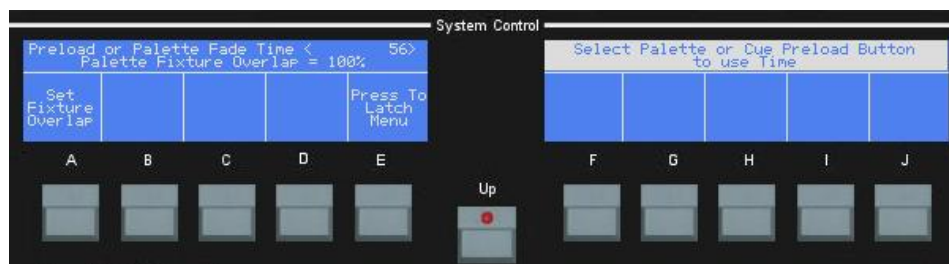 System Control
Preload or Palette Fade Time < 56>
Palette Fixture Overlap = 100%
Set
Fixture
Overlap
Press To
Latch
Menu
Select Palette or Cue Preload Button
to use Time
A B C D E
Up
F G H I J